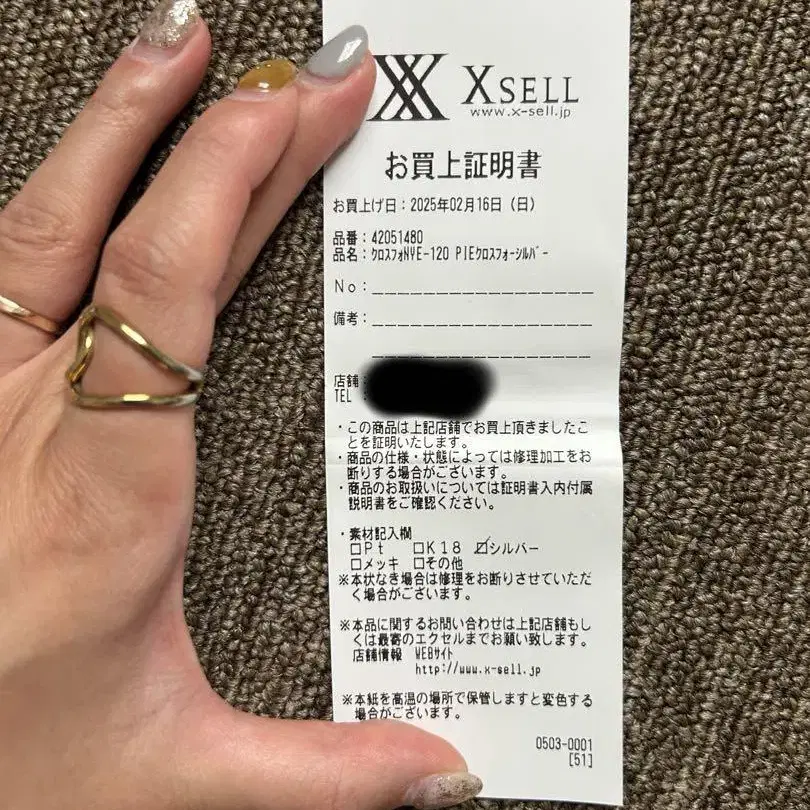 XSELL
www.x-sell.jp
お買上証明書
お買上げ日：2025年02月16日（日）
品番：42051480
品名：ｸﾛｽﾌｫNYE-120 PIEｸﾛｽﾌｫｰｼﾙﾊﾞｰ
No：
備考：
店舗：
TEL：
・この商品は上記店舗でお買上頂きましたこ
とを証明いたします。
・商品の仕様・状態によっては修理加工をお
断りする場合がございます。
・商品のお取扱いについては証明書入内付属
説明書をご確認ください。
・素材記入欄
□Ｐｔ □Ｋ１８ ☑シルバー
□メッキ □その他
※本状なき場合は修理をお断りさせていただ
く場合がございます。
※本品に関するお問い合わせは上記店舗もし
くは最寄のエクセルまでお願い致します。
店舗情報 WEBｻｲﾄ
http://www.x-sell.jp
※本紙を高温の場所で保管しますと変色する
場合がございます。
0503-0001
[51]